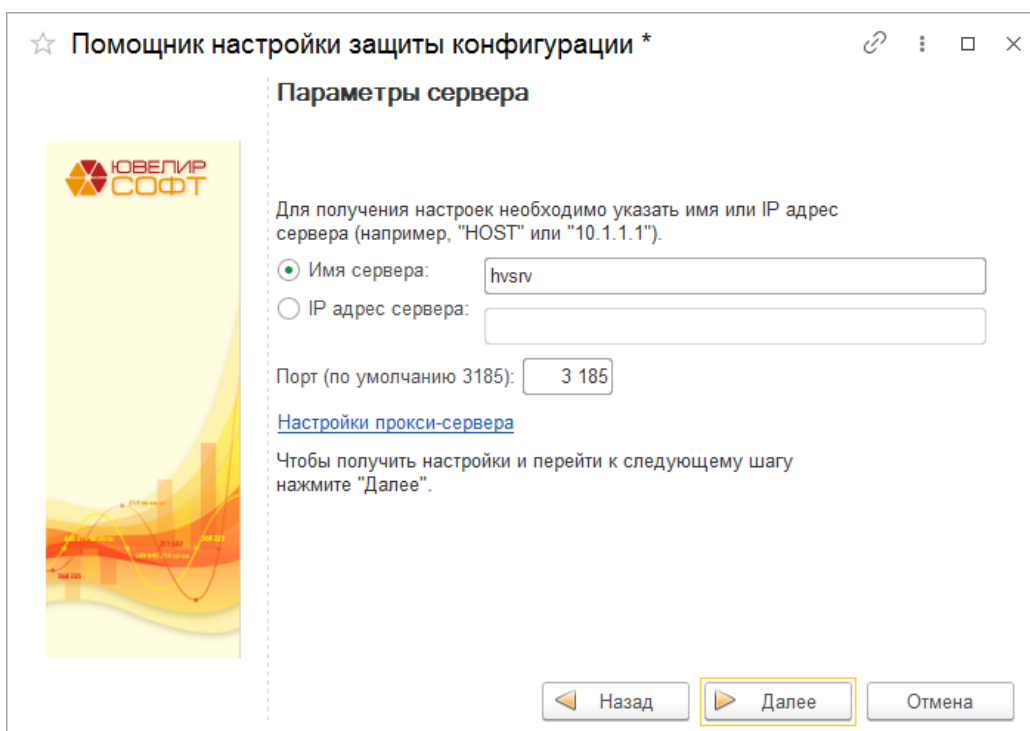 Помощник настройки защиты конфигурации *
Параметры сервера
ЮВЕЛИР
СОФТ
Для получения настроек необходимо указать имя или IP адрес
сервера (например, "HOST" или "10.1.1.1").
Имя сервера: hvsrv
IP адрес сервера:
Порт (по умолчанию 3185): 3 185
Настройки прокси-сервера
Чтобы получить настройки и перейти к следующему шагу
нажмите "Далее".
Назад Далее Отмена